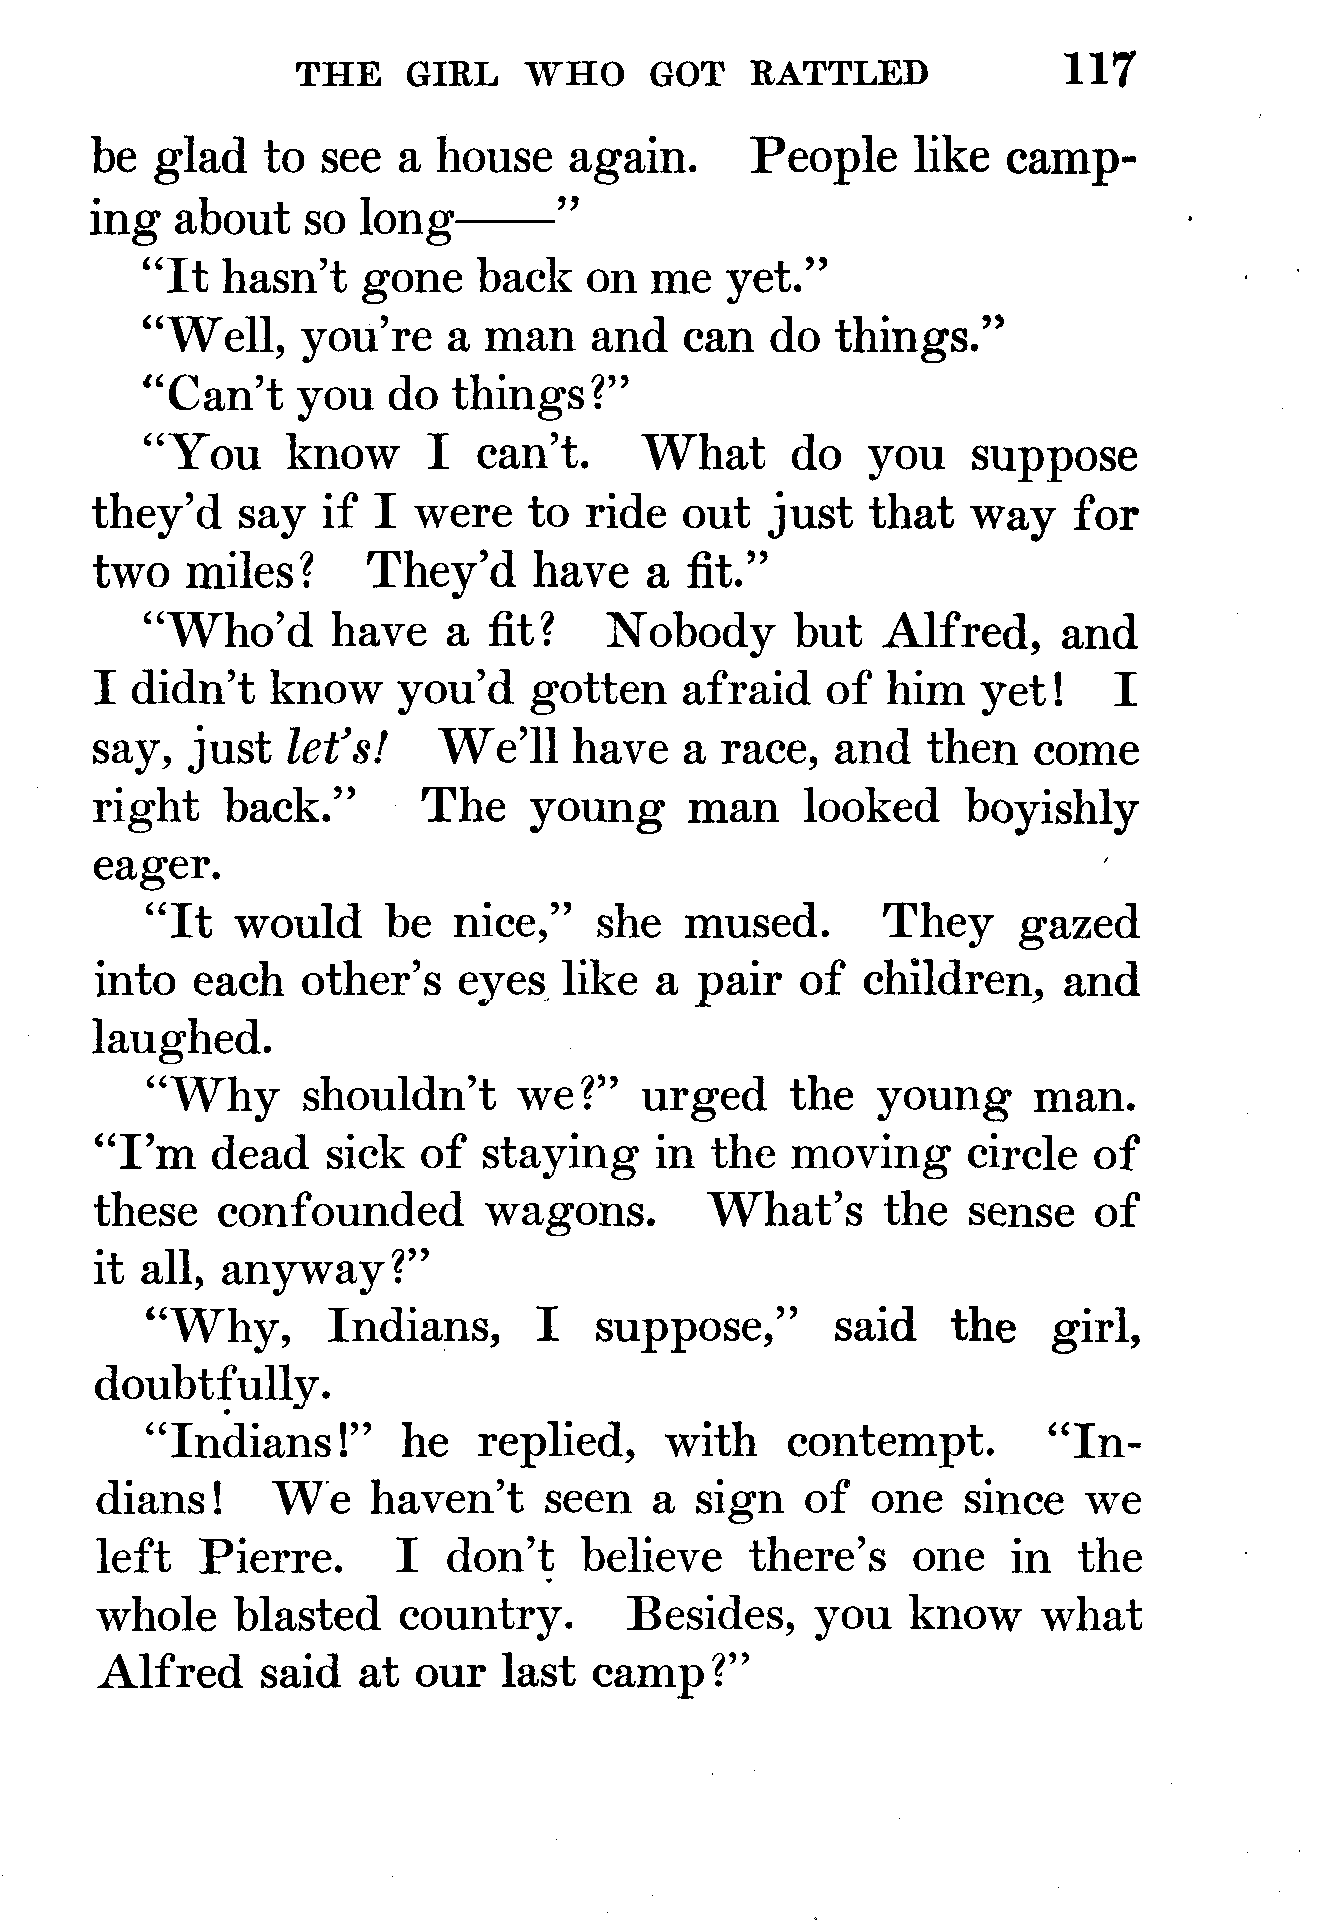 THE GIRL WHO GOT RATTLED 117
be glad to see a house again. People like camp-
ing about so long——”
“It hasn’t gone back on me yet.”
“Well, you’re a man and can do things.”
“Can’t you do things?”
“You know I can’t. What do you suppose
they’d say if I were to ride out just that way for
two miles? They’d have a fit.”
“Who’d have a fit? Nobody but Alfred, and
I didn’t know you’d gotten afraid of him yet! I
say, just let’s! We’ll have a race, and then come
right back.” The young man looked boyishly
eager.
“It would be nice,” she mused. They gazed
into each other’s eyes like a pair of children, and
laughed.
“Why shouldn’t we?” urged the young man.
“I’m dead sick of staying in the moving circle of
these confounded wagons. What’s the sense of
it all, anyway?”
“Why, Indians, I suppose,” said the girl,
doubtfully.
“Indians!” he replied, with contempt. “In-
dians! We haven’t seen a sign of one since we
left Pierre. I don’t believe there’s one in the
whole blasted country. Besides, you know what
Alfred said at our last camp?”